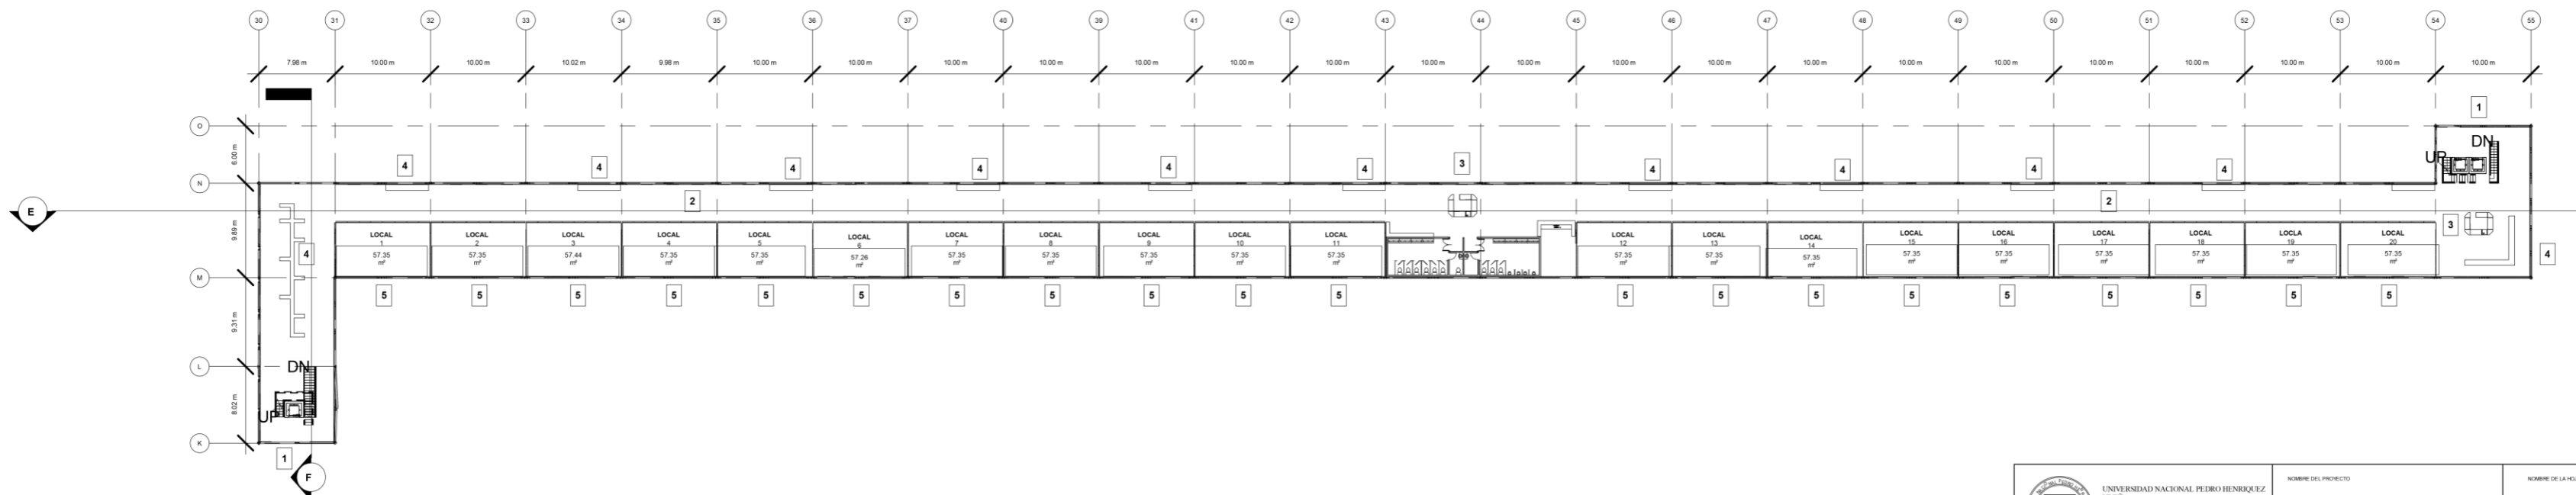 30 31 32 33 34 35 36 37 40 39 41 42 43 44 45 46 47 48 49 50 51 52 53 54 55
7.98 m 10.00 m 10.00 m 10.02 m 9.98 m 10.00 m 10.00 m 10.00 m 10.00 m 10.00 m 10.00 m 10.00 m 10.00 m 10.00 m 10.00 m 10.00 m 10.00 m 10.00 m 10.00 m 10.00 m 10.00 m 10.00 m 10.00 m 10.00 m
1
O
DN
6.00 m
4 4 4 4 4 4 3 4 4 4 4
UP
N
2 2
E
9.89 m
3
LOCAL
1
57.35
m²
LOCAL
2
57.35
m²
LOCAL
3
57.44
m²
LOCAL
4
57.35
m²
LOCAL
5
57.35
m²
LOCAL
6
57.26
m²
LOCAL
7
57.35
m²
LOCAL
8
57.35
m²
LOCAL
9
57.35
m²
LOCAL
10
57.35
m²
LOCAL
11
57.35
m²
LOCAL
12
57.35
m²
LOCAL
13
57.35
m²
LOCAL
14
57.35
m²
LOCAL
15
57.35
m²
LOCAL
16
57.35
m²
LOCAL
17
57.35
m²
LOCAL
18
57.35
m²
LOCLA
19
57.35
m²
LOCAL
20
57.35
m²
4 4
M
5 5 5 5 5 5 5 5 5 5 5 5 5 5 5 5 5 5 5 5
9.31 m
L
DN
8.02 m
UP
K
1
F
UNIVERSIDAD NACIONAL PEDRO HENRIQUEZ
NOMBRE DEL PROYECTO
NOMBRE DE LA